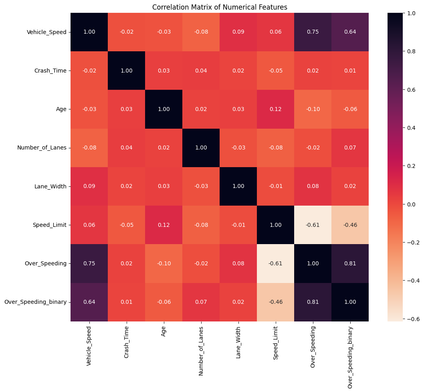 Correlation Matrix of Numerical Features
Vehicle_Speed 1.00 -0.02 -0.03 -0.08 0.09 0.06 0.75 0.64
Crash_Time -0.02 1.00 0.03 0.04 0.02 -0.05 0.02 0.01
Age -0.03 0.03 1.00 0.02 0.03 0.12 -0.10 -0.06
Number_of_Lanes -0.08 0.04 0.02 1.00 -0.03 -0.08 -0.02 0.07
Lane_Width 0.09 0.02 0.03 -0.03 1.00 -0.01 0.08 0.02
Speed_Limit 0.06 -0.05 0.12 -0.08 -0.01 1.00 -0.61 -0.46
Over_Speeding 0.75 0.02 -0.10 -0.02 0.08 -0.61 1.00 0.81
Over_Speeding_binary 0.64 0.01 -0.06 0.07 0.02 -0.46 0.81 1.00
Vehicle_Speed
Crash_Time
Age
Number_of_Lanes
Lane_Width
Speed_Limit
Over_Speeding
Over_Speeding_binary
1.0
0.8
0.6
0.4
0.2
0.0
-0.2
-0.4
-0.6